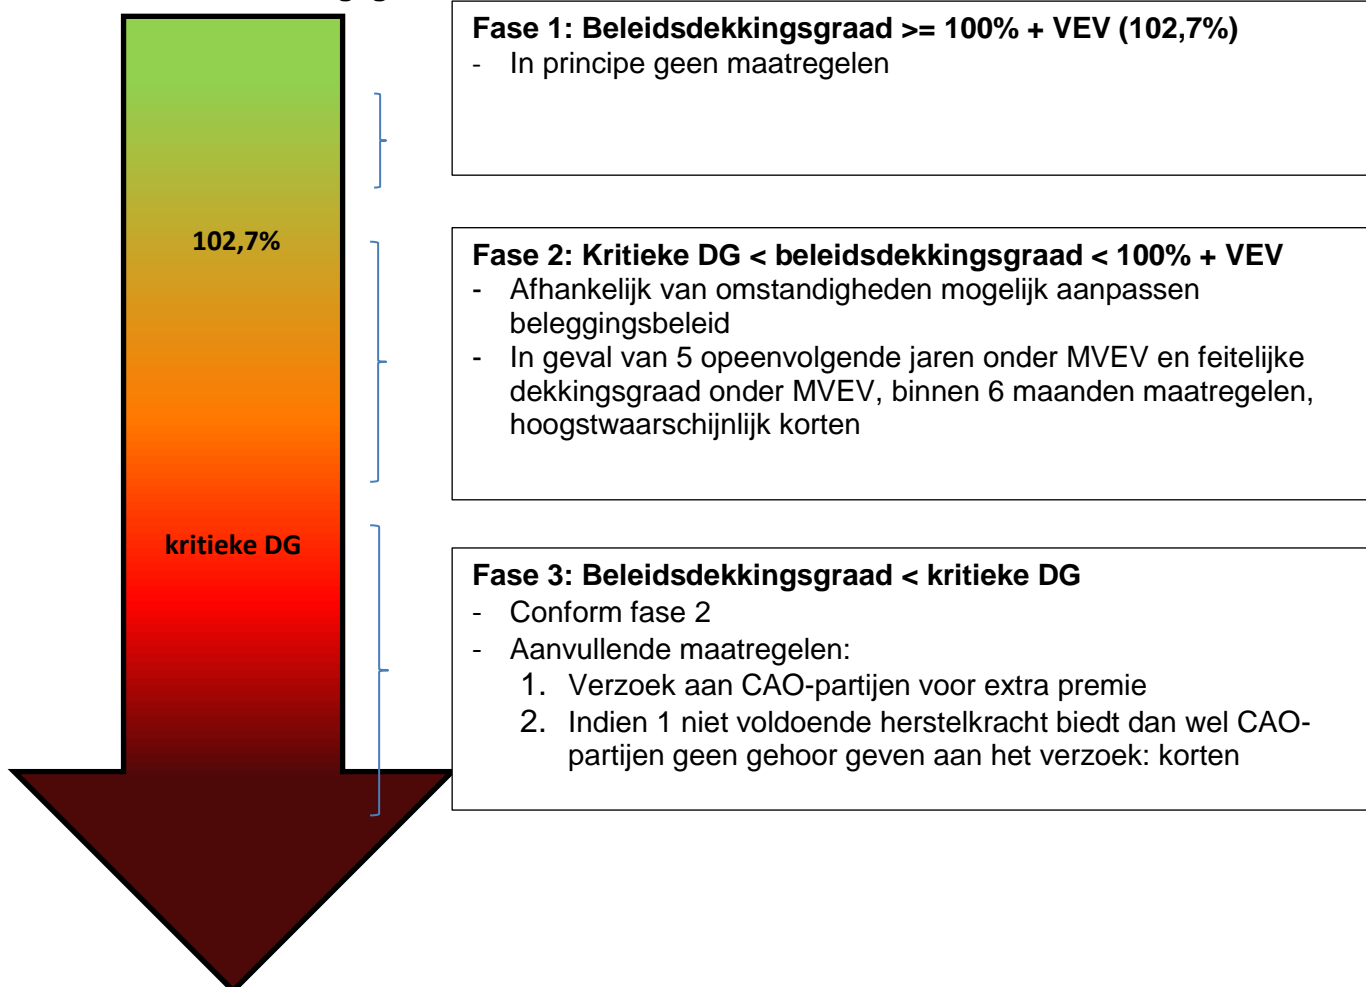 Fase 1: Beleidsdekkingsgraad >= 100% + VEV (102,7%)
- In principe geen maatregelen
102,7%
Fase 2: Kritieke DG < beleidsdekkingsgraad < 100% + VEV
- Afhankelijk van omstandigheden mogelijk aanpassen
beleggingsbeleid
- In geval van 5 opeenvolgende jaren onder MVEV en feitelijke
dekkingsgraad onder MVEV, binnen 6 maanden maatregelen,
hoogstwaarschijnlijk korten
kritieke DG
Fase 3: Beleidsdekkingsgraad < kritieke DG
- Conform fase 2
- Aanvullende maatregelen:
1. Verzoek aan CAO-partijen voor extra premie
2. Indien 1 niet voldoende herstelkracht biedt dan wel CAO-
partijen geen gehoor geven aan het verzoek: korten